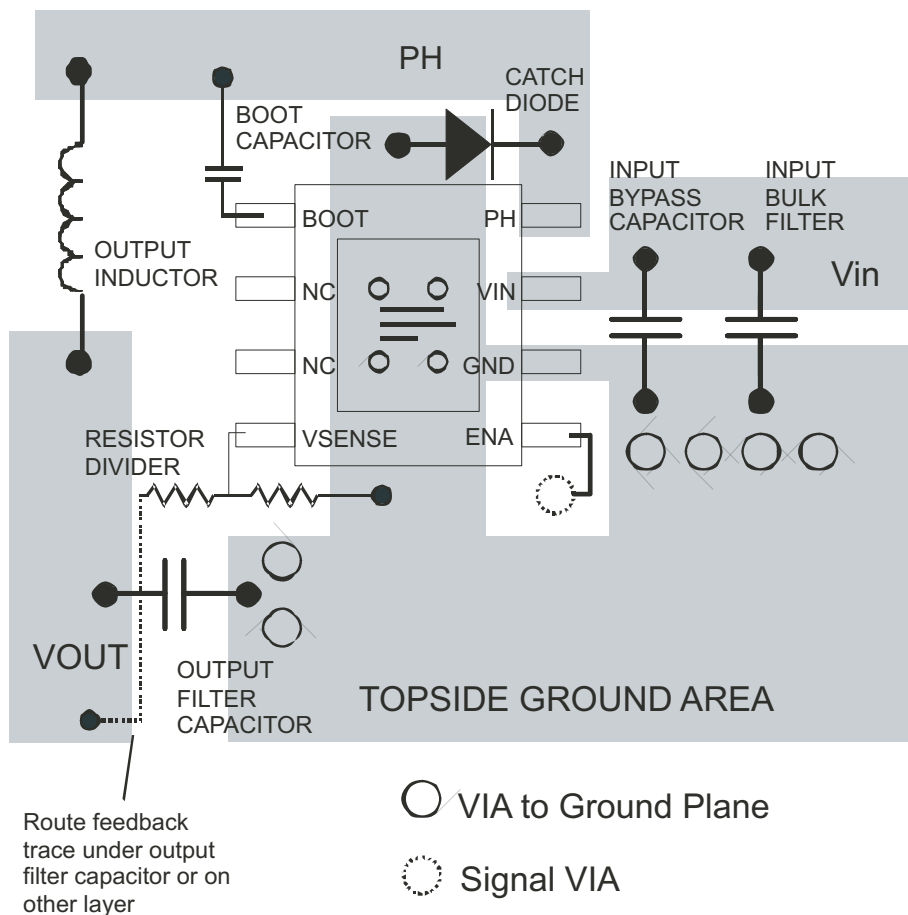 PH
CATCH
DIODE
BOOT
CAPACITOR
INPUT
BYPASS
CAPACITOR
INPUT
BULK
FILTER
BOOT
PH
OUTPUT
INDUCTOR
NC
VIN
Vin
NC
GND
RESISTOR
DIVIDER
VSENSE
ENA
VOUT
OUTPUT
FILTER
CAPACITOR
TOPSIDE GROUND AREA
VIA to Ground Plane
Route feedback
trace under output
filter capacitor or on
other layer
Signal VIA